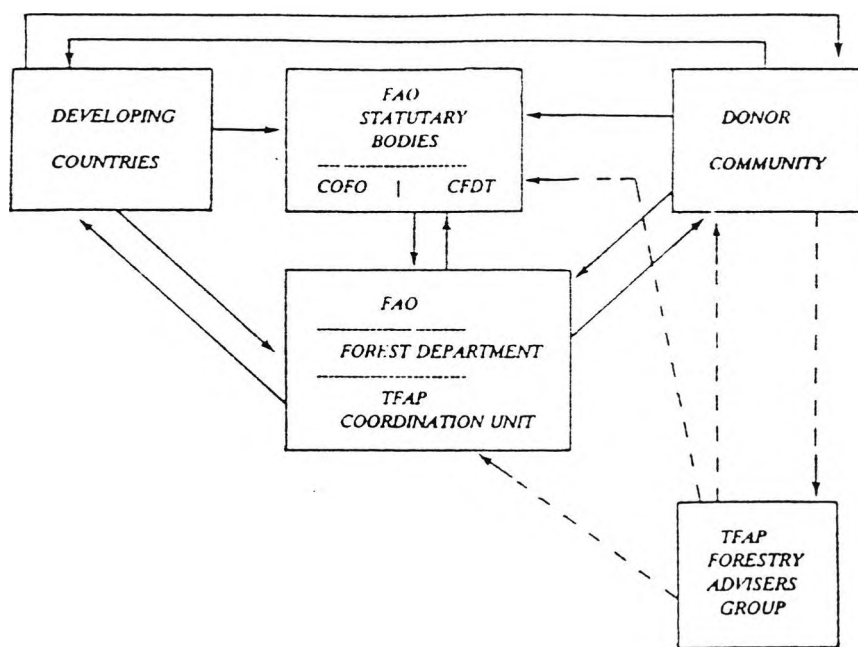 DEVELOPING
COUNTRIES
FAO
STATUTARY
BODIES
COFO | CFDT
DONOR
COMMUNITY
FAO
FOREST DEPARTMENT
TFAP
COORDINATION UNIT
TFAP
FORESTRY
ADVISERS
GROUP